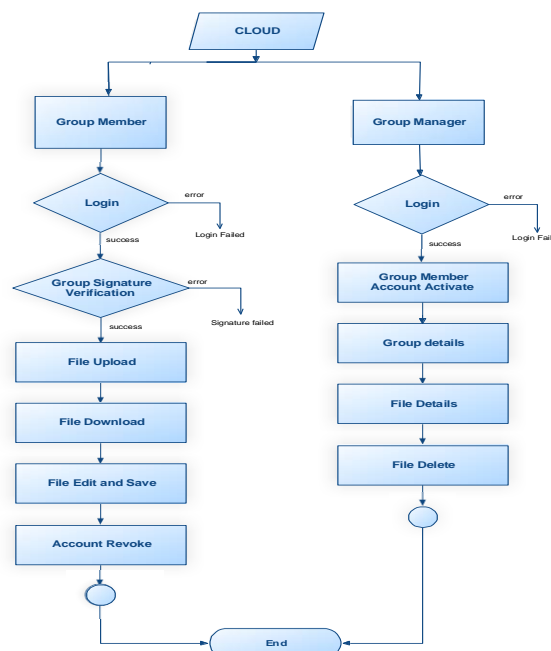 CLOUD
Group Member
Group Manager
Login
error
Login Failed
success
Login
error
Login Fail
success
Group Signature
Verification
error
Signature failed
success
Group Member
Account Activate
File Upload
Group details
File Download
File Details
File Edit and Save
File Delete
Account Revoke
End